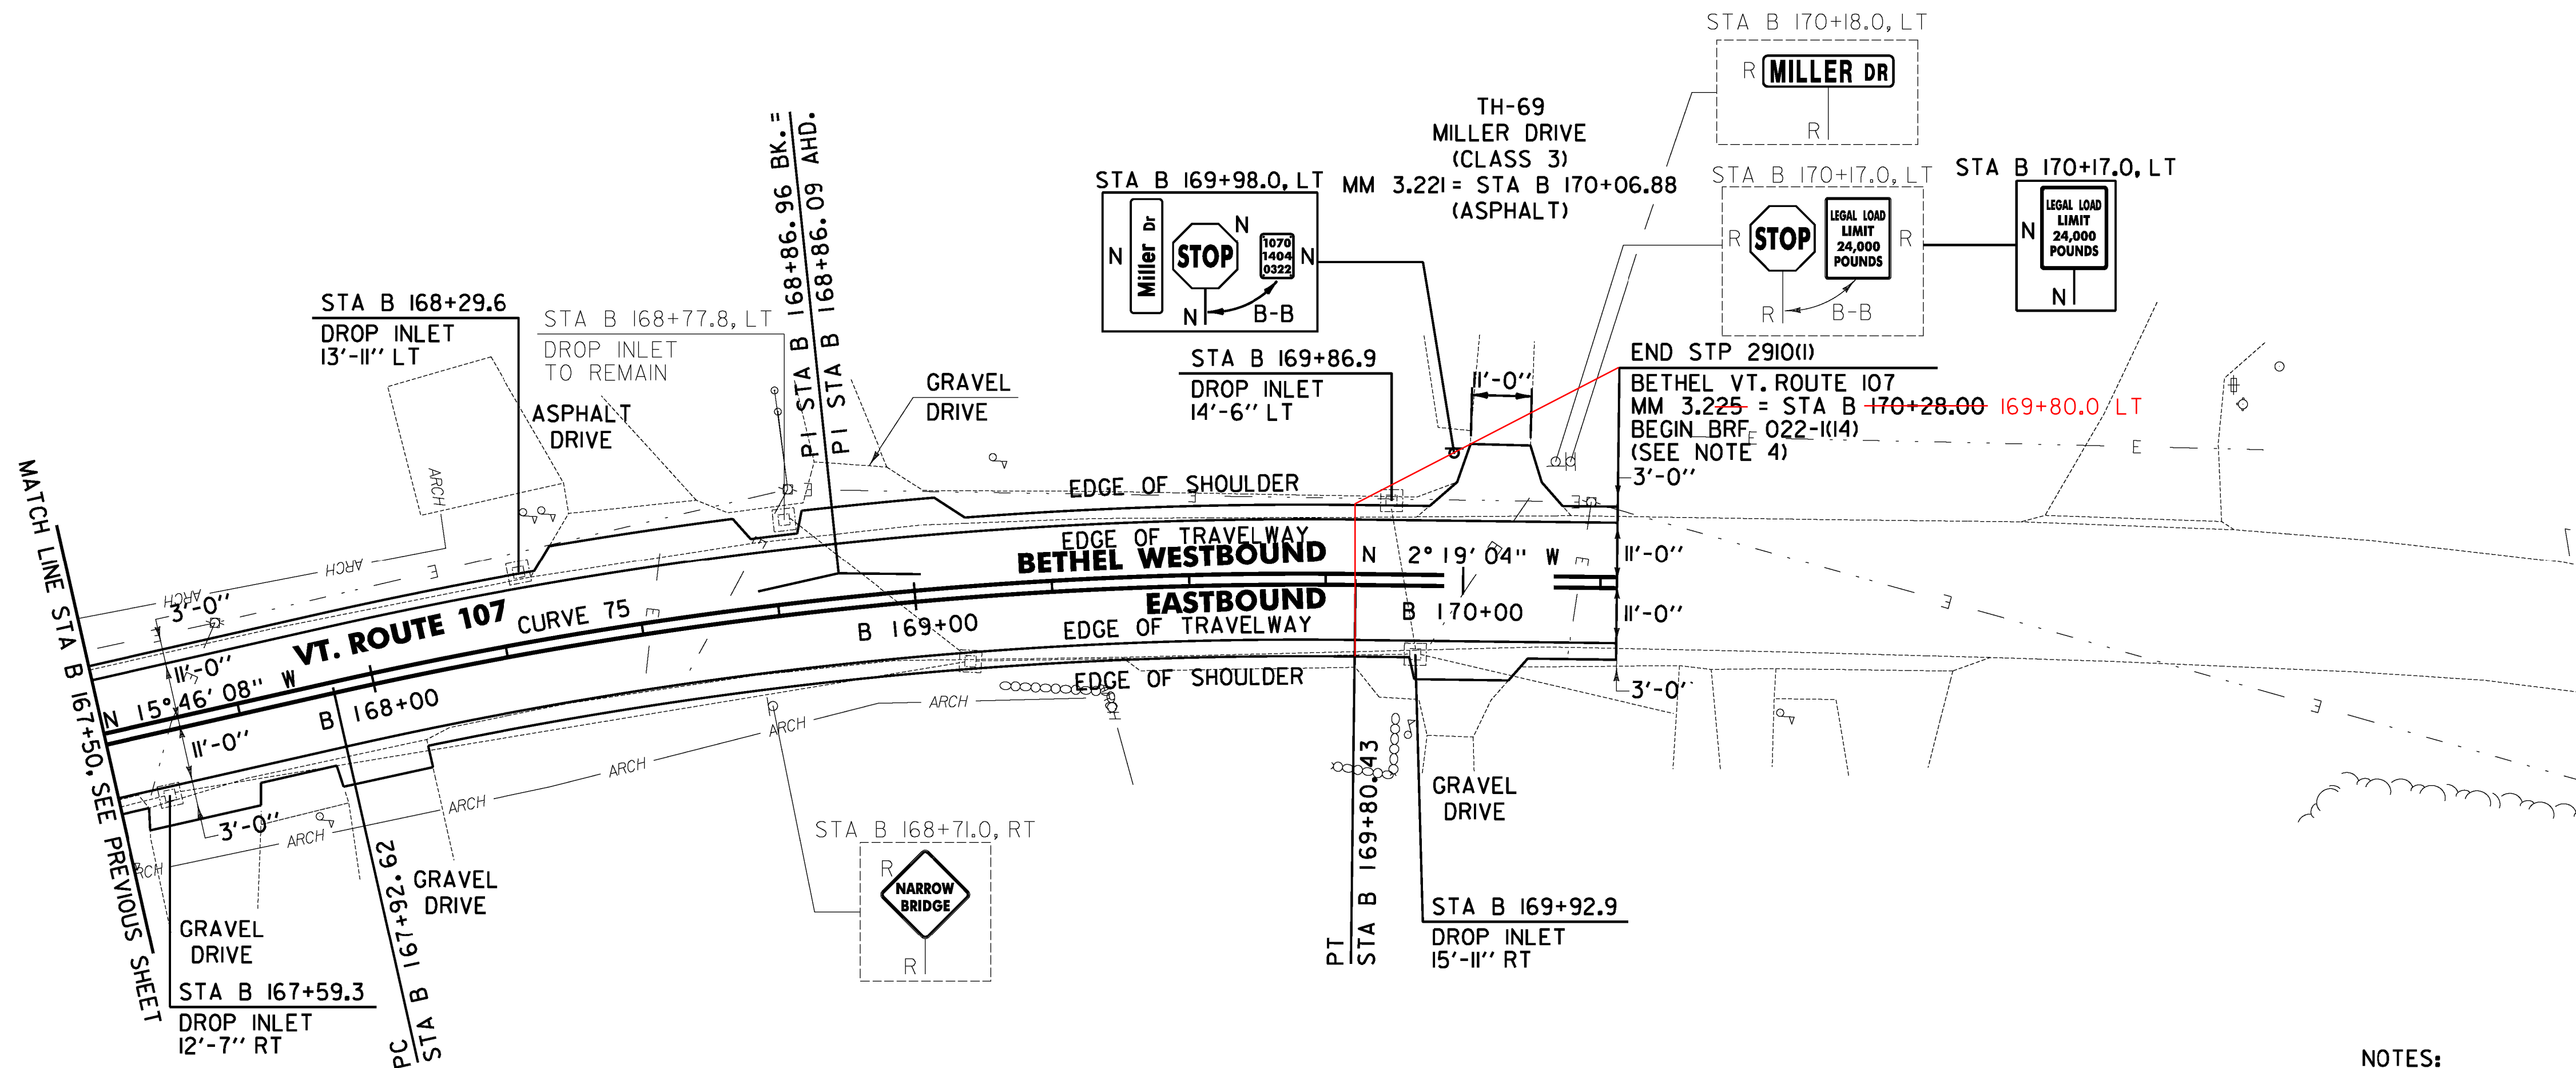 STA B 170+18.0, LT
R MILLER DR
R
TH-69
MILLER DRIVE
(CLASS 3)
MM 3.221 = STA B 170+06.88
(ASPHALT)
STA B 169+98.0, LT
N Miller Dr STOP N 1070 1404 0322 N
N B-B
STA B 170+17.0, LT
R STOP LEGAL LOAD LIMIT 24,000 POUNDS R
R B-B
STA B 170+17.0, LT
N LEGAL LOAD LIMIT 24,000 POUNDS
N
PI STA B 168+86.96 BK.=
PI STA B 168+86.09 AHD.
STA B 168+29.6
DROP INLET
13'-11'' LT
STA B 168+77.8, LT
DROP INLET
TO REMAIN
ASPHALT
DRIVE
GRAVEL
DRIVE
STA B 169+86.9
DROP INLET
14'-6'' LT
11'-0''
END STP 2910(1)
BETHEL VT. ROUTE 107
MM 3.225 = STA B 170+28.00 169+80.0 LT
BEGIN BRF 022-1(14)
(SEE NOTE 4)
3'-0''
E
E
MATCH LINE STA B 167+50, SEE PREVIOUS SHEET
ARCH
ARCH
ARCH
E
E
E
E
E
EDGE OF SHOULDER
EDGE OF TRAVELWAY
BETHEL WESTBOUND
N 2° 19' 04'' W
11'-0''
EASTBOUND
B 170+00
11'-0''
EDGE OF TRAVELWAY
EDGE OF SHOULDER
3'-0''
3'-0''
11'-0''
N 15°46' 08'' W
VT. ROUTE 107
CURVE 75
B 168+00
B 169+00
11'-0''
3'-0''
E
E
E
E
E
ARCH
ARCH
ARCH
ARCH
ARCH
RCH
GRAVEL
DRIVE
GRAVEL
DRIVE
GRAVEL
DRIVE
STA B 167+59.3
DROP INLET
12'-7'' RT
PC
STA B 167+92.62
STA B 168+71.0, RT
R NARROW
BRIDGE
R
PT
STA B 169+80.43
STA B 169+92.9
DROP INLET
15'-11'' RT
NOTES: